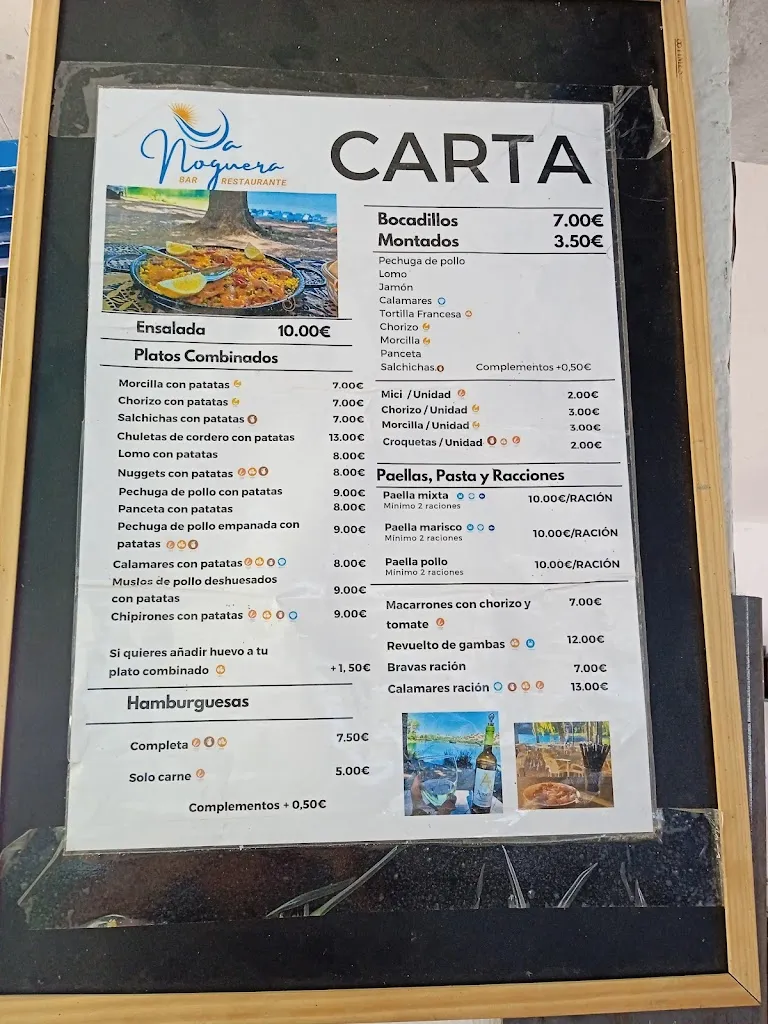 La
Noguera
BAR RESTAURANTE
CARTA
Ensalada 10.00€
Platos Combinados
Morcilla con patatas 7.00€
Chorizo con patatas 7.00€
Salchichas con patatas 7.00€
Chuletas de cordero con patatas 13.00€
Lomo con patatas 8.00€
Nuggets con patatas 8.00€
Pechuga de pollo con patatas 9.00€
Panceta con patatas 8.00€
Pechuga de pollo empanada con
patatas 9.00€
Calamares con patatas 8.00€
Muslos de pollo deshuesados
con patatas 9.00€
Chipirones con patatas 9.00€
Si quieres añadir huevo a tu
plato combinado +1,50€
Hamburguesas
Completa 7.50€
Solo carne 5.00€
Complementos + 0,50€
Bocadillos 7.00€
Montados 3.50€
Pechuga de pollo
Lomo
Jamón
Calamares
Tortilla Francesa
Chorizo
Morcilla
Panceta
Salchichas Complementos +0,50€
Mici /Unidad 2.00€
Chorizo / Unidad 3.00€
Morcilla / Unidad 3.00€
Croquetas / Unidad 2.00€
Paellas, Pasta y Racciones
Paella mixta 10.00€/RACIÓN
Mínimo 2 raciones
Paella marisco 10.00€/RACIÓN
Mínimo 2 raciones
Paella pollo 10.00€/RACIÓN
Mínimo 2 raciones
Macarrones con chorizo y 7.00€
tomate
Revuelto de gambas 12.00€
Bravas ración 7.00€
Calamares ración 13.00€